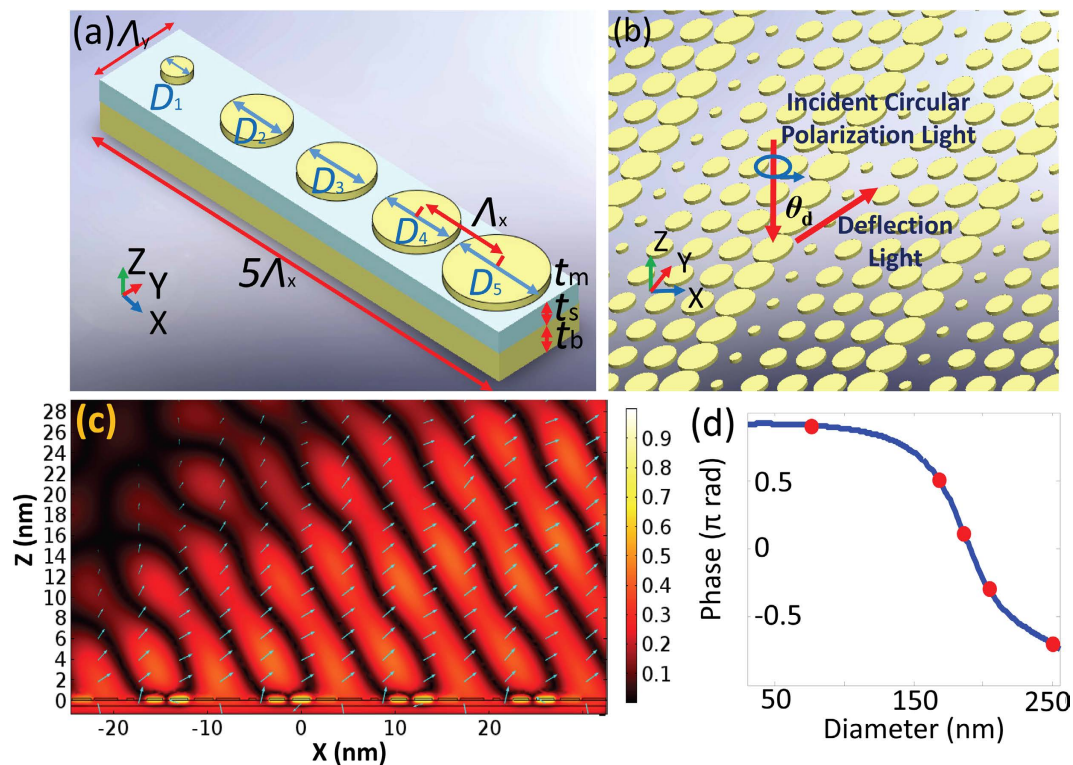 (a)
Λy
D1
D2
D3
D4
D5
Λx
5Λx
tm
ts
tb
Z
Y
X
(b)
Incident Circular
Polarization Light
θd
Deflection
Light
Z
Y
X
(c)
Z (nm)
28
26
24
22
20
18
16
14
12
10
8
6
4
2
0
-20
-10
0
10
20
X (nm)
0.9
0.8
0.7
0.6
0.5
0.4
0.3
0.2
0.1
(d)
Phase (π rad)
0.5
0
-0.5
50
150
250
Diameter (nm)